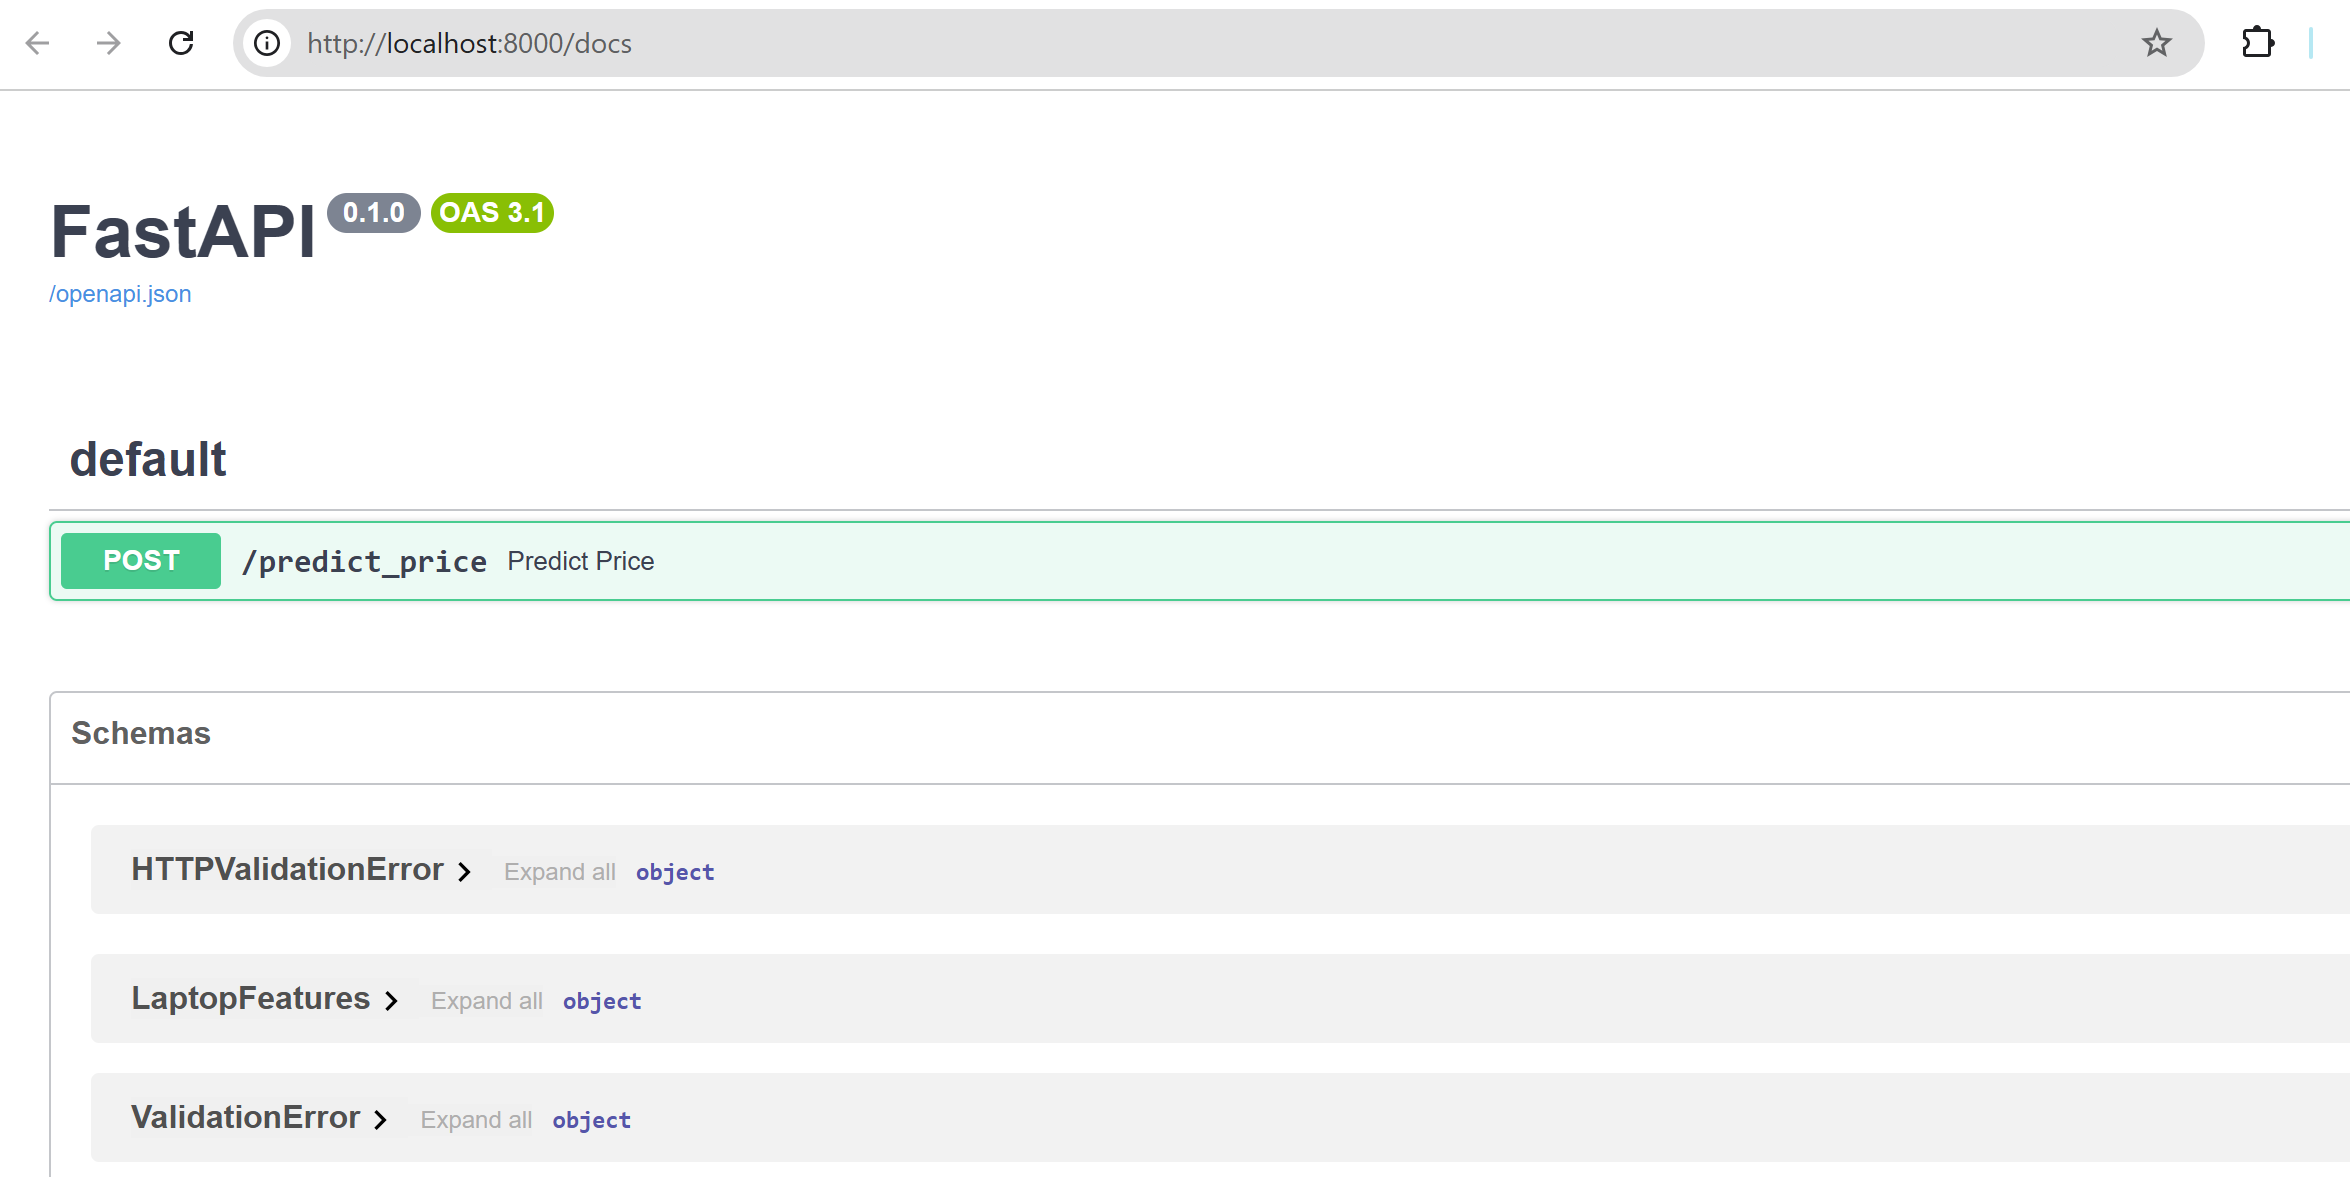 http://localhost:8000/docs
FastAPI 0.1.0 OAS 3.1
/openapi.json
default
POST /predict_price Predict Price
Schemas
HTTPValidationError Expand all object
LaptopFeatures Expand all object
ValidationError Expand all object